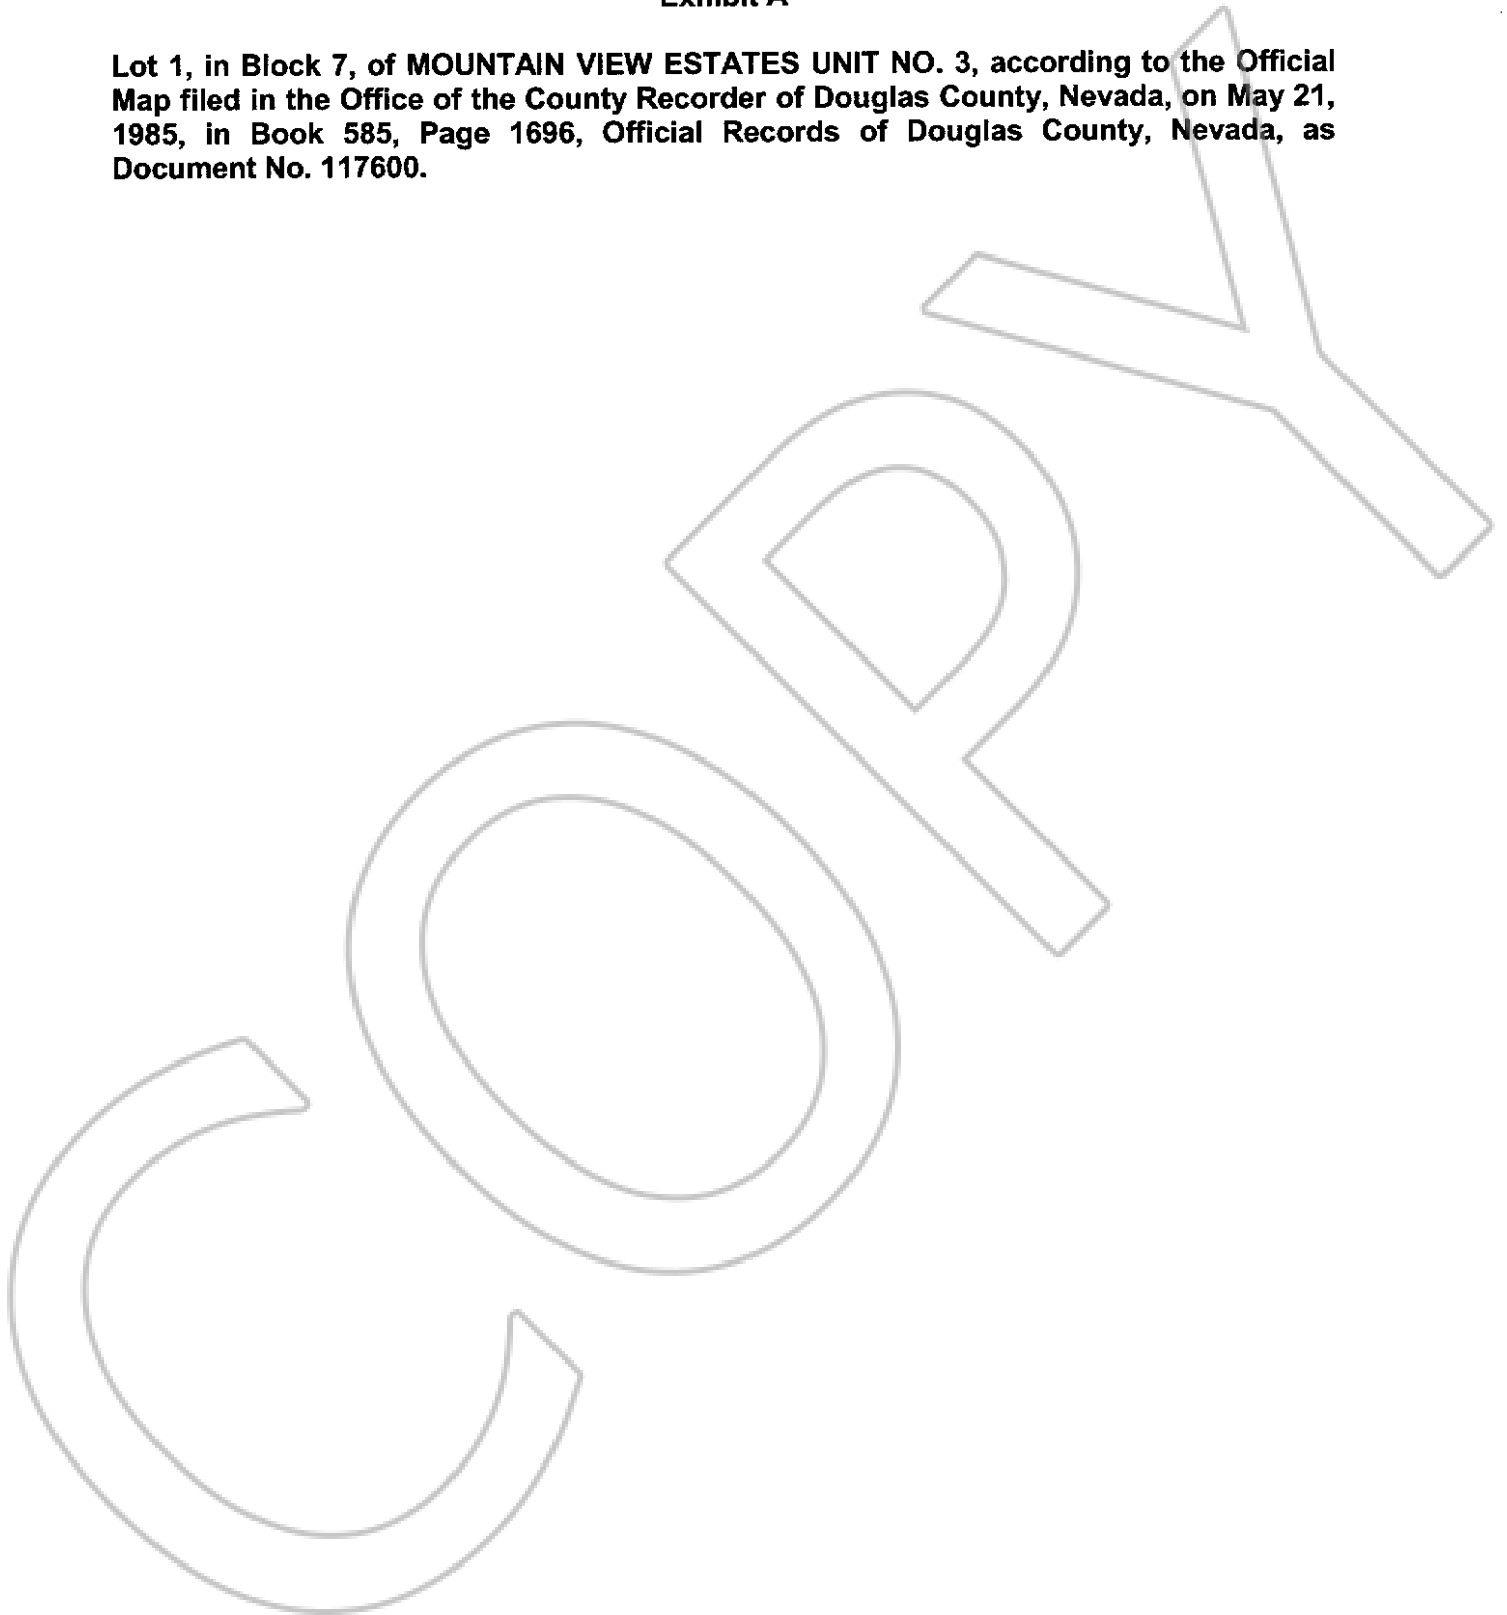 Exhibit A
Lot 1, in Block 7, of MOUNTAIN VIEW ESTATES UNIT NO. 3, according to the Official
Map filed in the Office of the County Recorder of Douglas County, Nevada, on May 21,
1985, in Book 585, Page 1696, Official Records of Douglas County, Nevada, as
Document No. 117600.
COPY